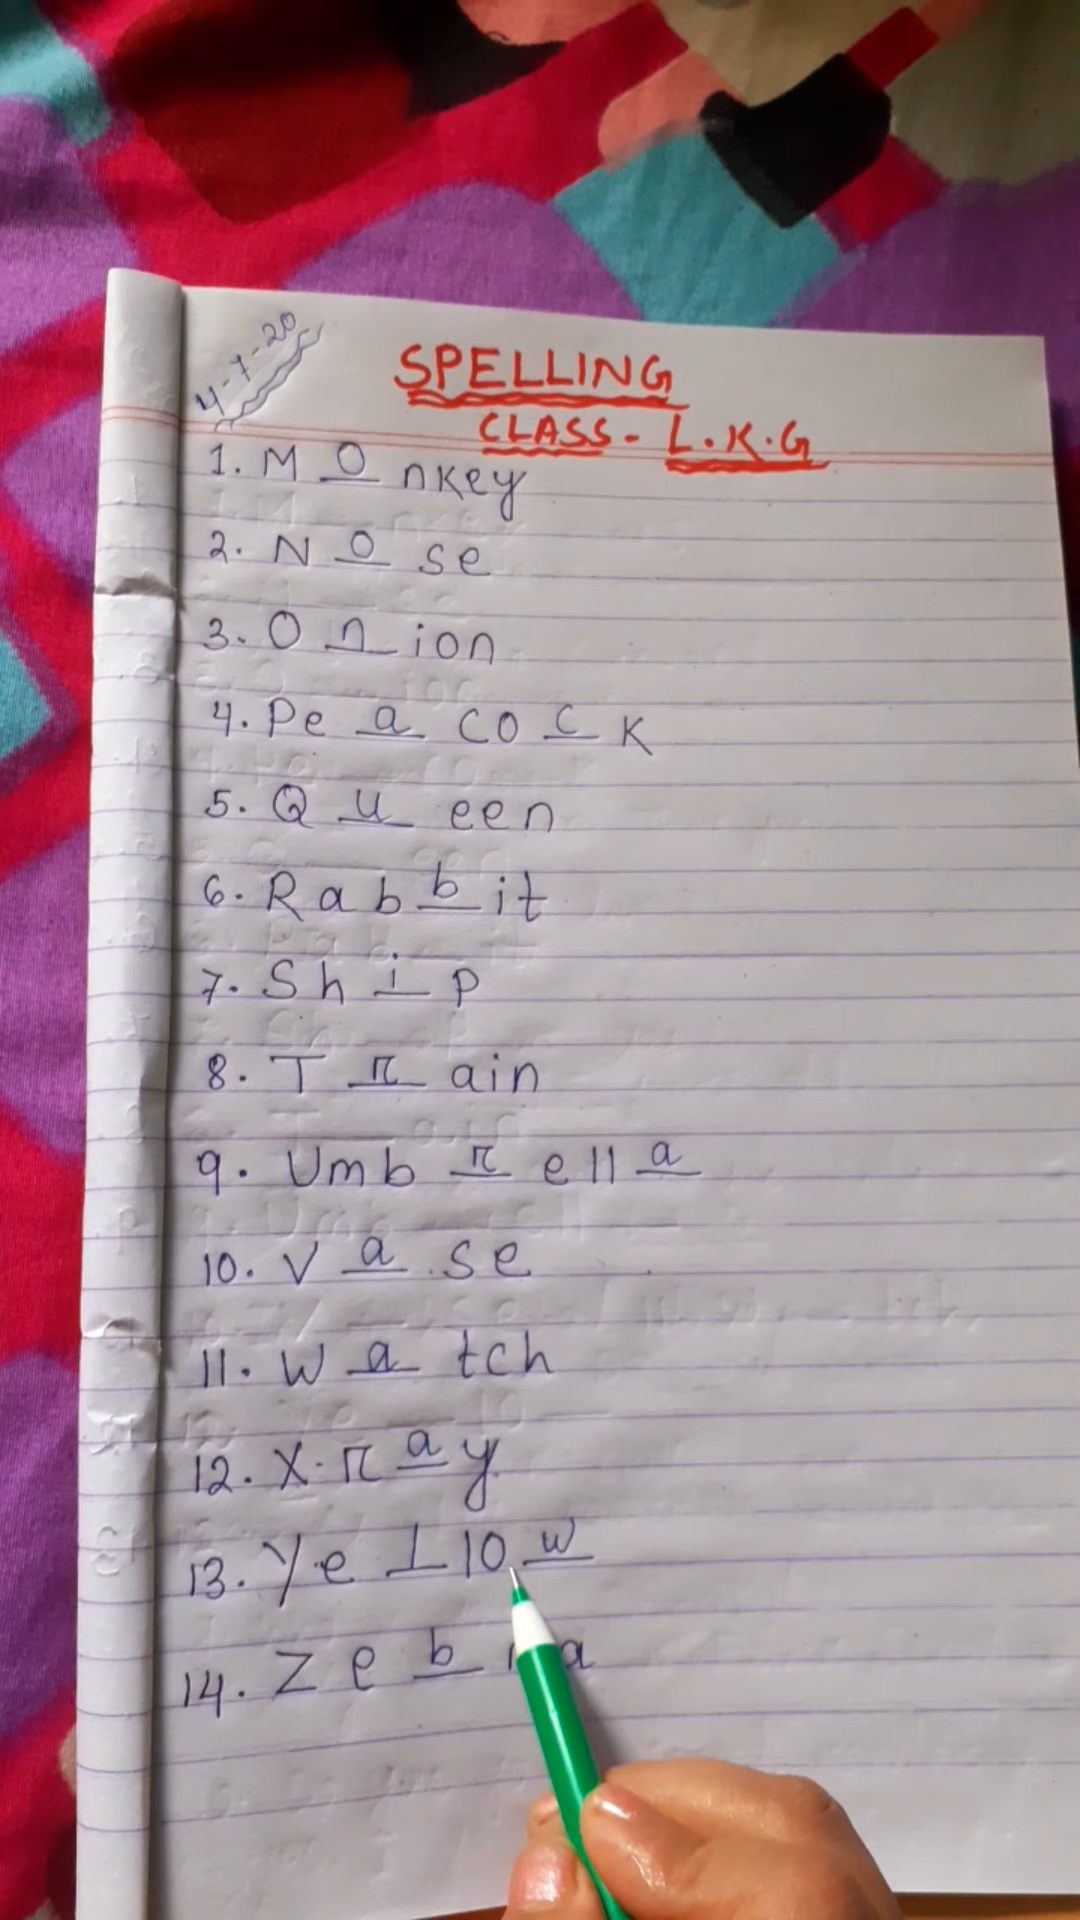 4-7-20
SPELLING
CLASS - L.K.G
1. M o nkey
2. N o se
3. O n ion
4. Pe a co c k
5. Q u een
6. Rab b it
7. Sh i p
8. T r ain
9. Umb r ell a
10. V a se
11. W a tch
12. X-r a y
13. Ye l lo w
14. Ze b ra